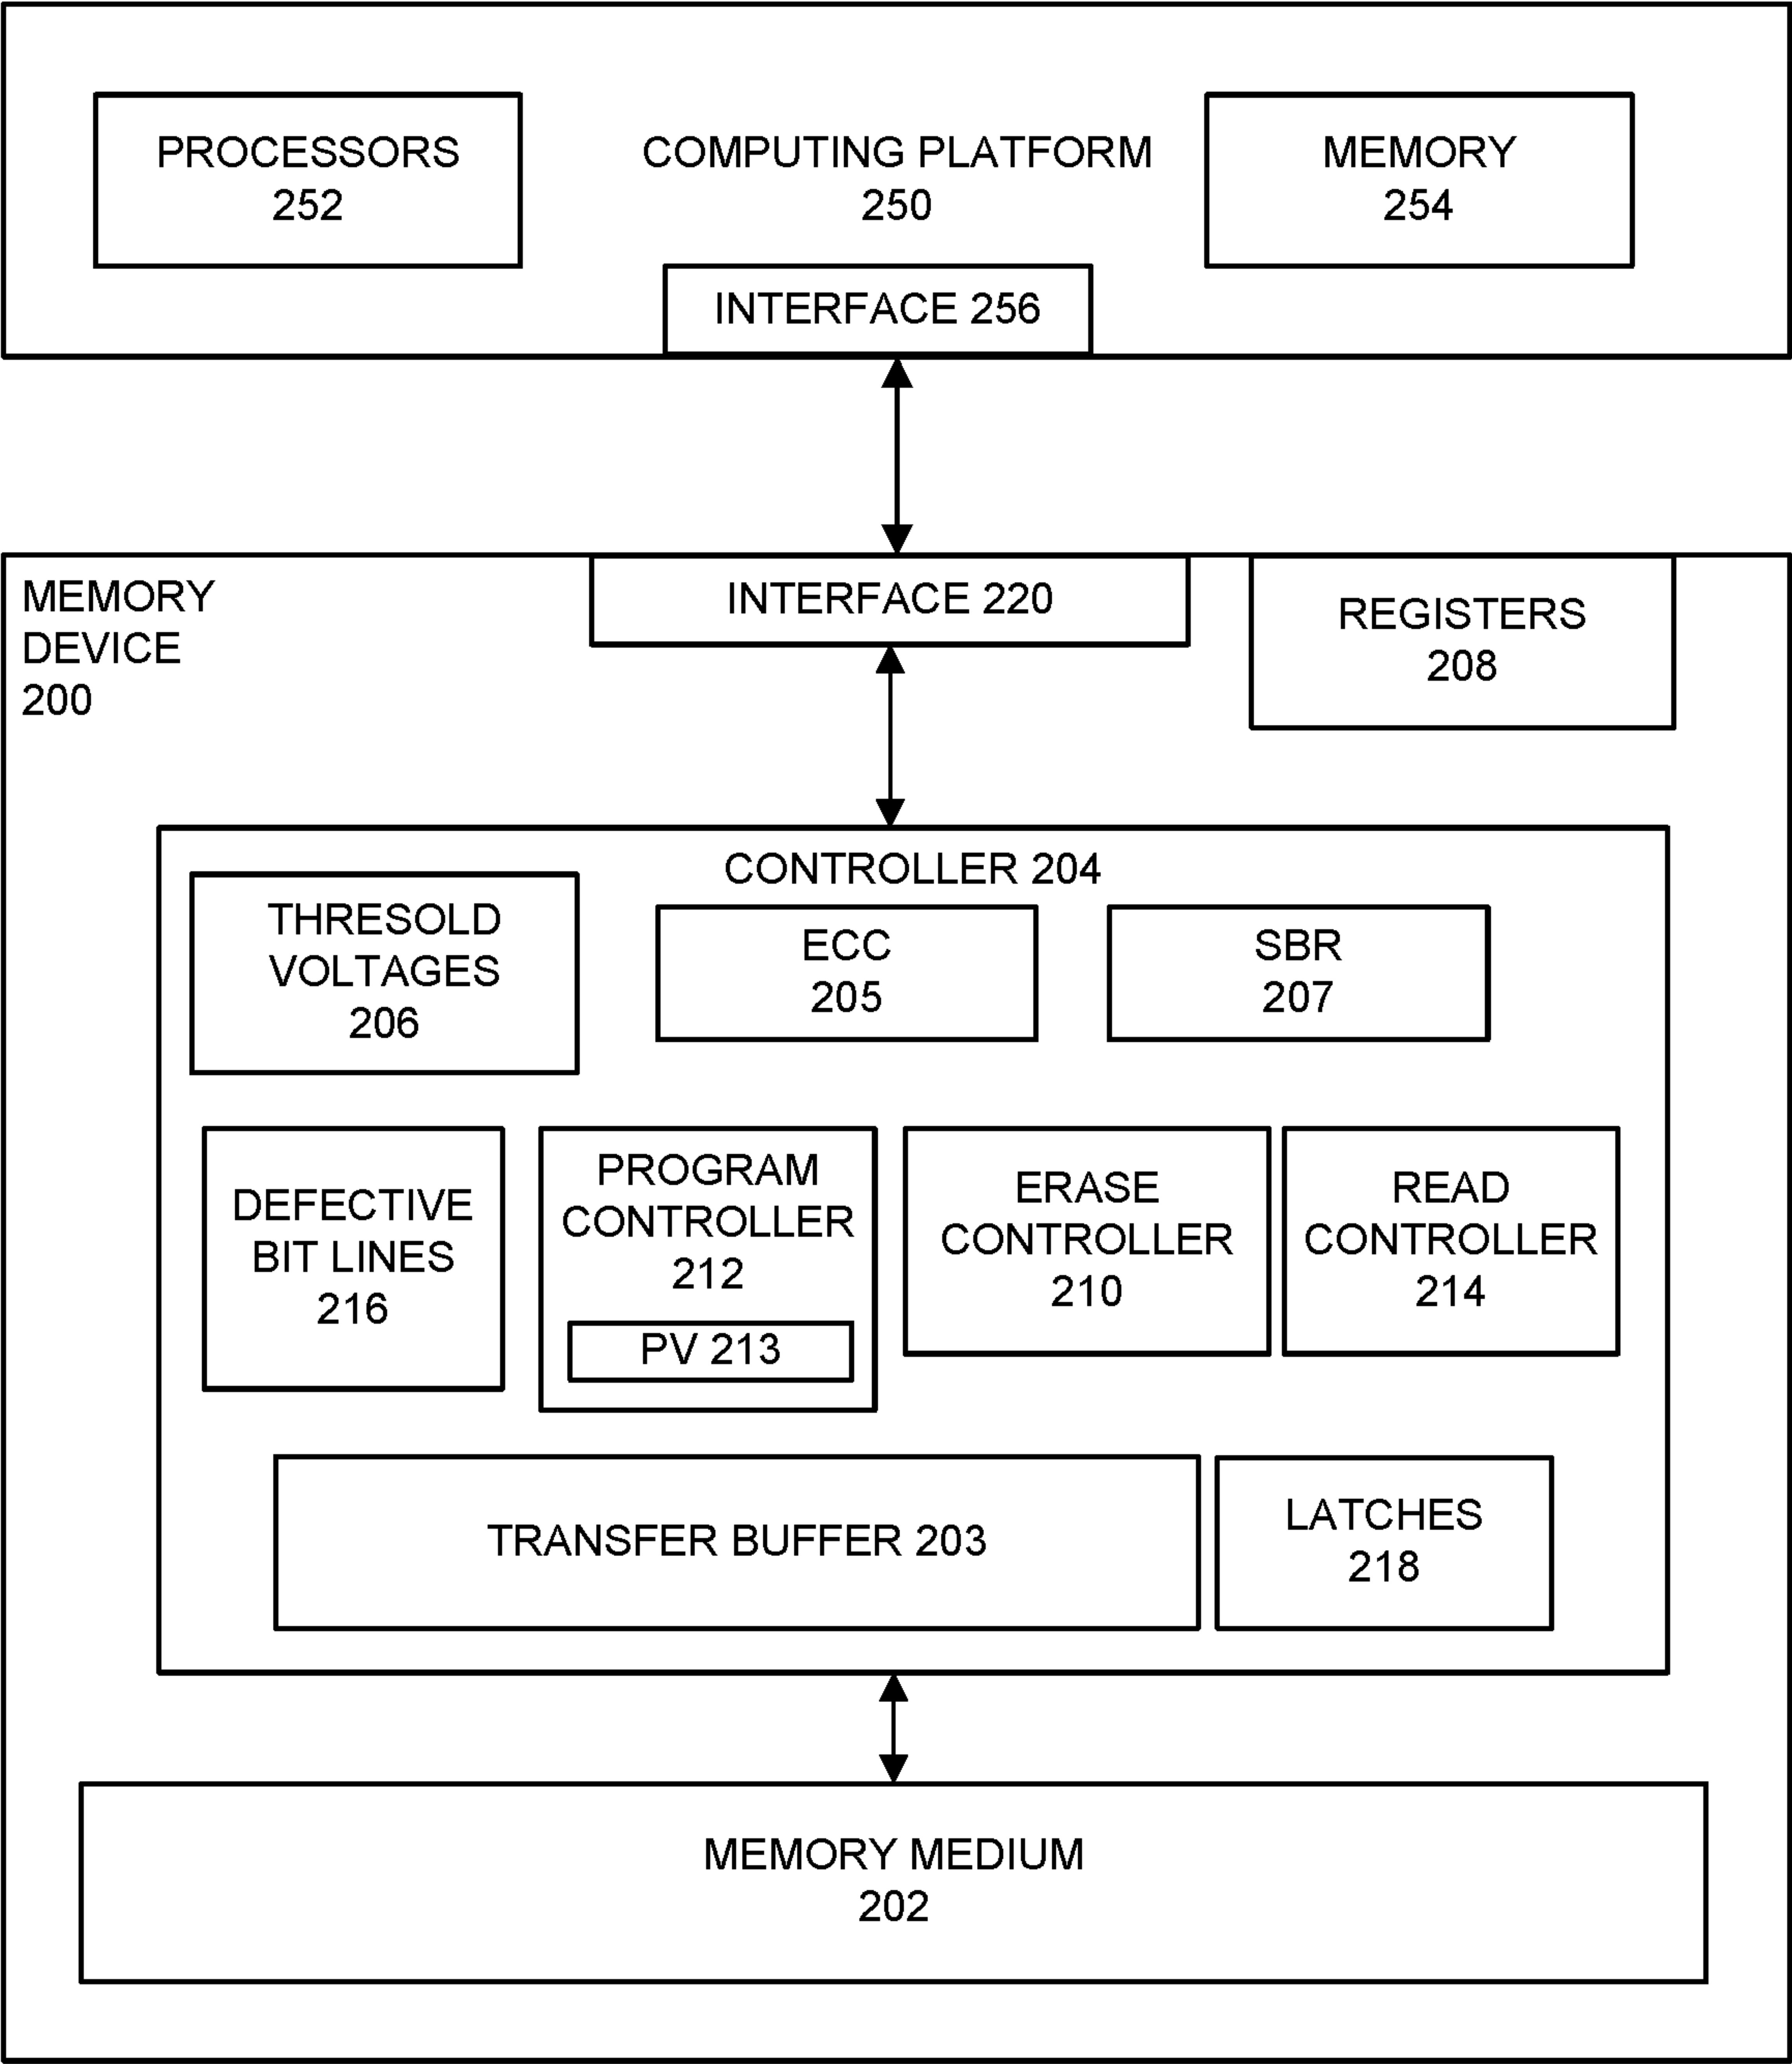 PROCESSORS
252
COMPUTING PLATFORM
250
MEMORY
254
INTERFACE 256
MEMORY
DEVICE
200
INTERFACE 220
REGISTERS
208
CONTROLLER 204
THRESOLD
VOLTAGES
206
ECC
205
SBR
207
DEFECTIVE
BIT LINES
216
PROGRAM
CONTROLLER
212
PV 213
ERASE
CONTROLLER
210
READ
CONTROLLER
214
TRANSFER BUFFER 203
LATCHES
218
MEMORY MEDIUM
202